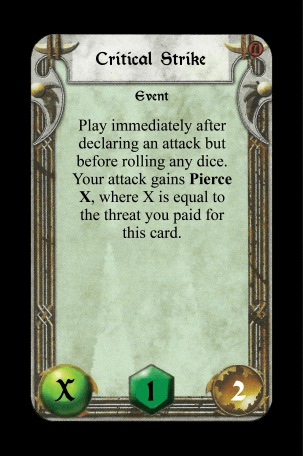 Critical Strike
Event
Play immediately after
declaring an attack but
before rolling any dice.
Your attack gains Pierce
X, where X is equal to
the threat you paid for
this card.
X 1 2